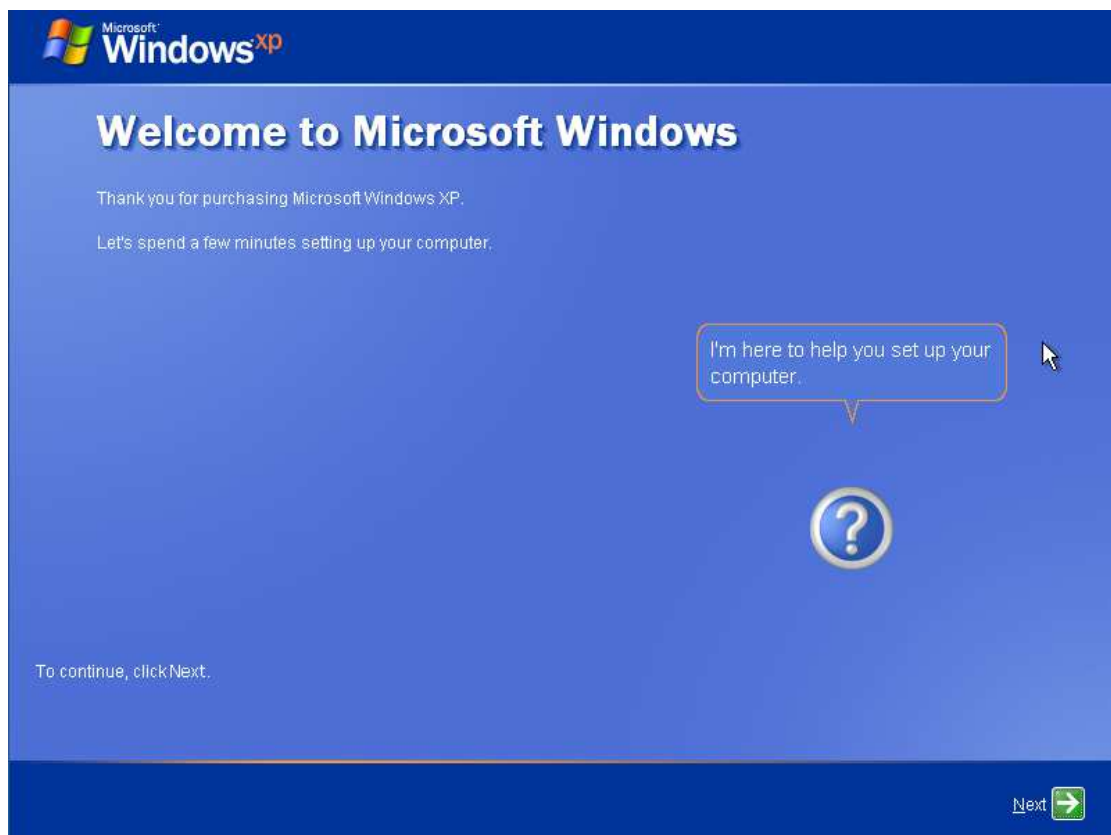 Microsoft
Windows xp
Welcome to Microsoft Windows
Thank you for purchasing Microsoft Windows XP.
Let's spend a few minutes setting up your computer.
I'm here to help you set up your
computer.
?
To continue, click Next.
Next